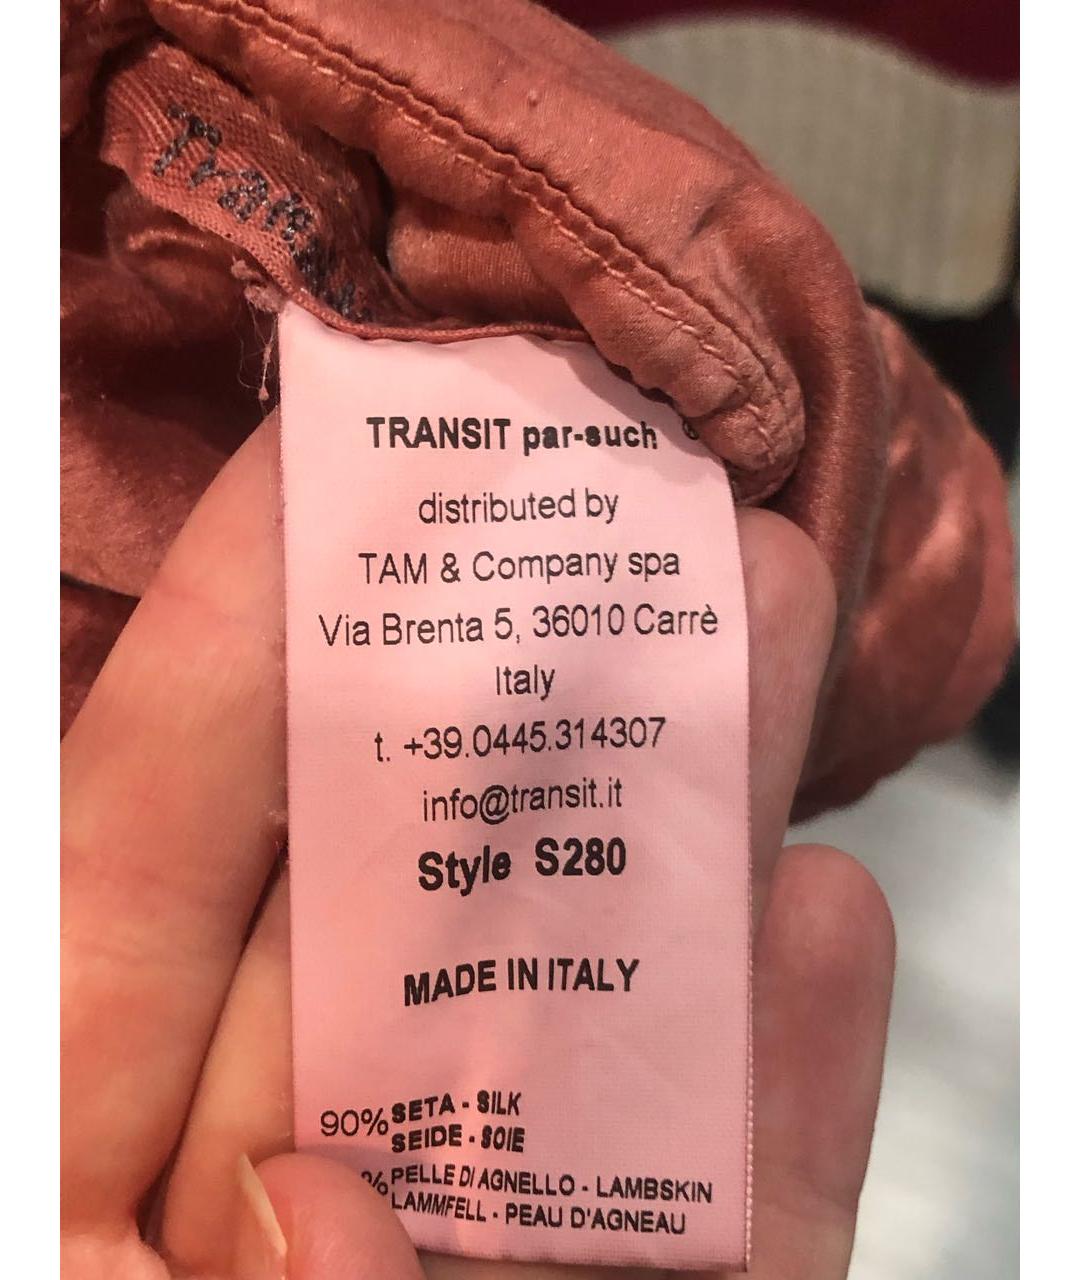 TRANSIT par-such ®
distributed by
TAM & Company spa
Via Brenta 5, 36010 Carrè
Italy
t. +39.0445.314307
info@transit.it
Style S280
MADE IN ITALY
90% SETA - SILK
SEIDE - SOIE
% PELLE DI AGNELLO - LAMBSKIN
LAMMFELL - PEAU D'AGNEAU